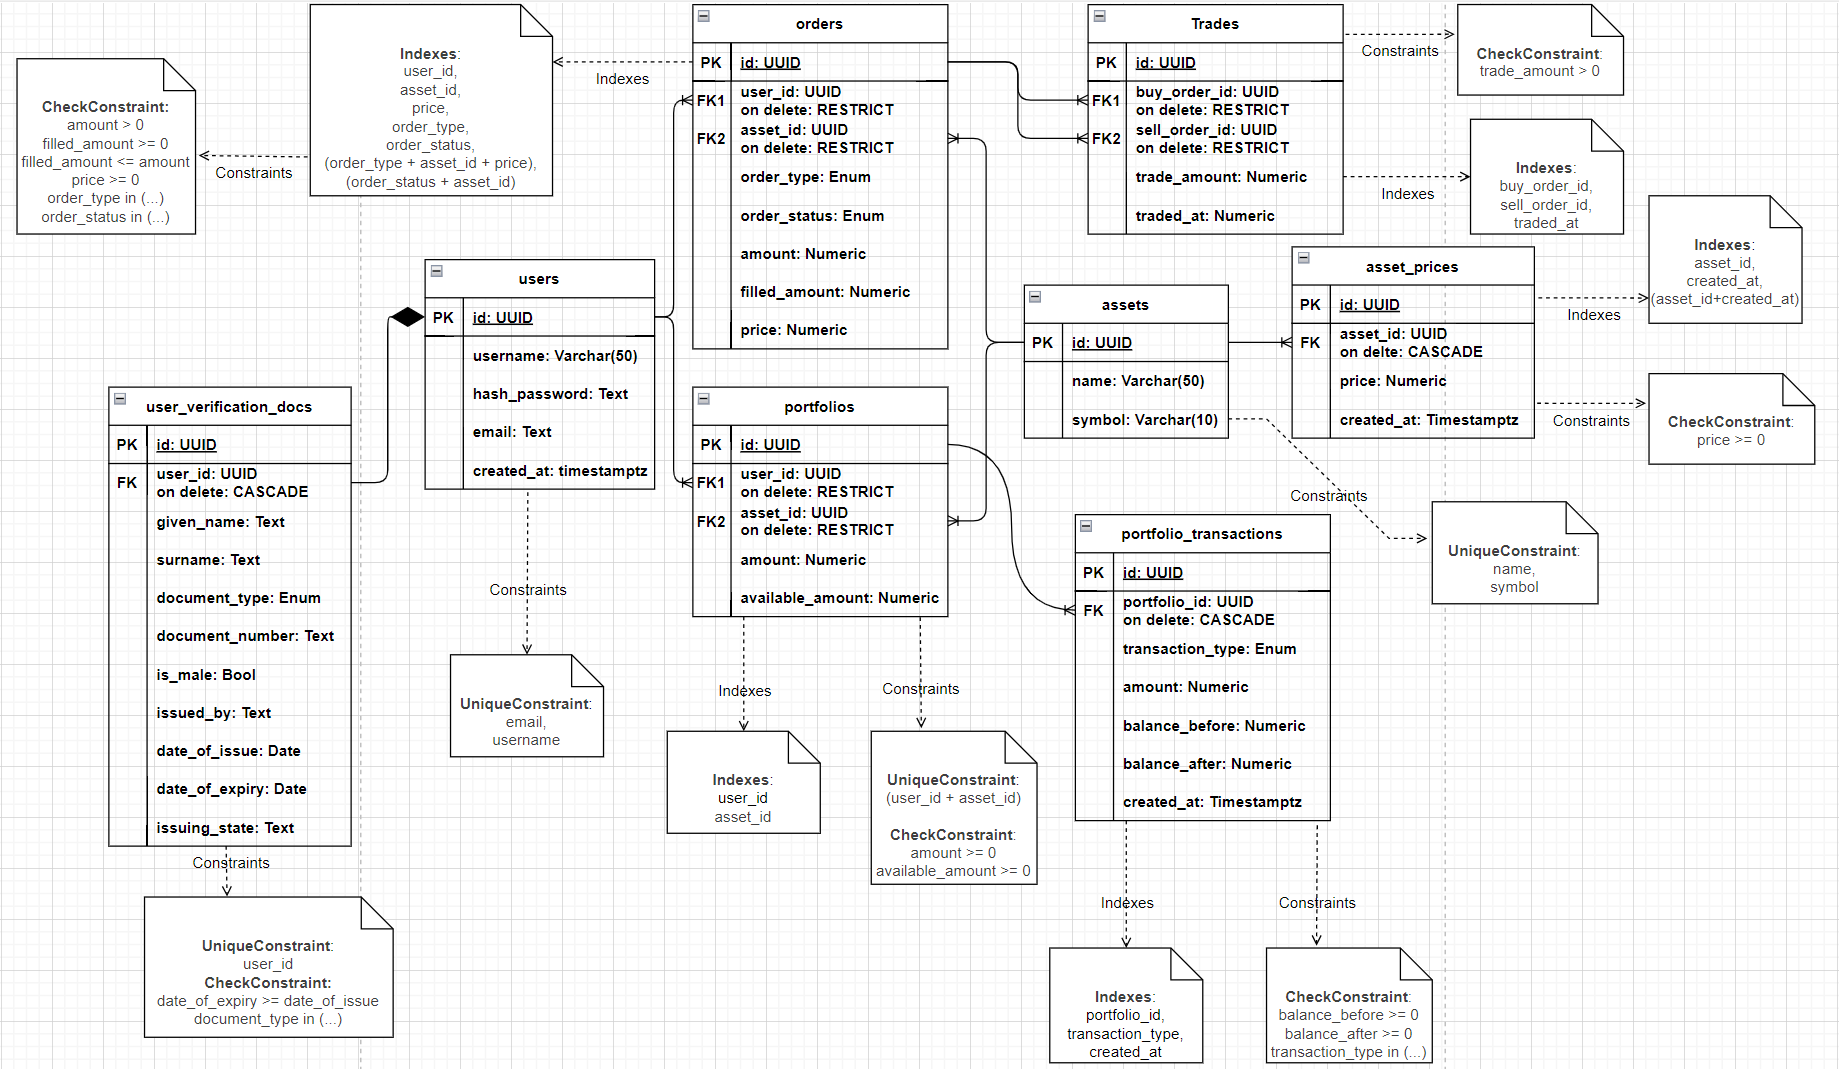 orders
PK
id: UUID
FK1
user_id: UUID
on delete: RESTRICT
FK2
asset_id: UUID
on delete: RESTRICT
order_type: Enum
order_status: Enum
amount: Numeric
filled_amount: Numeric
price: Numeric
Indexes
Indexes:
user_id,
asset_id,
price,
order_type,
order_status,
(order_type + asset_id + price),
(order_status + asset_id)
Constraints
CheckConstraint:
amount > 0
filled_amount >= 0
filled_amount <= amount
price >= 0
order_type in (...)
order_status in (...)
Trades
PK
id: UUID
FK1
buy_order_id: UUID
on delete: RESTRICT
FK2
sell_order_id: UUID
on delete: RESTRICT
trade_amount: Numeric
traded_at: Numeric
Constraints
CheckConstraint:
trade_amount > 0
Indexes
Indexes:
buy_order_id,
sell_order_id,
traded_at
users
PK
id: UUID
username: Varchar(50)
hash_password: Text
email: Text
created_at: timestamptz
Constraints
UniqueConstraint:
email,
username
assets
PK
id: UUID
name: Varchar(50)
symbol: Varchar(10)
Constraints
UniqueConstraint:
name,
symbol
asset_prices
PK
id: UUID
FK
asset_id: UUID
on delte: CASCADE
price: Numeric
created_at: Timestamptz
Indexes
Indexes:
asset_id,
created_at,
(asset_id+created_at)
Constraints
CheckConstraint:
price >= 0
user_verification_docs
PK
id: UUID
FK
user_id: UUID
on delete: CASCADE
given_name: Text
surname: Text
document_type: Enum
document_number: Text
is_male: Bool
issued_by: Text
date_of_issue: Date
date_of_expiry: Date
issuing_state: Text
Constraints
UniqueConstraint:
user_id
CheckConstraint:
date_of_expiry >= date_of_issue
document_type in (...)
portfolios
PK
id: UUID
FK1
user_id: UUID
on delete: RESTRICT
FK2
asset_id: UUID
on delete: RESTRICT
amount: Numeric
available_amount: Numeric
Indexes
Indexes:
user_id
asset_id
Constraints
UniqueConstraint:
(user_id + asset_id)
CheckConstraint:
amount >= 0
available_amount >= 0
portfolio_transactions
PK
id: UUID
FK
portfolio_id: UUID
on delete: CASCADE
transaction_type: Enum
amount: Numeric
balance_before: Numeric
balance_after: Numeric
created_at: Timestamptz
Indexes
Indexes:
portfolio_id,
transaction_type,
created_at
Constraints
CheckConstraint:
balance_before >= 0
balance_after >= 0
transaction_type in (...)